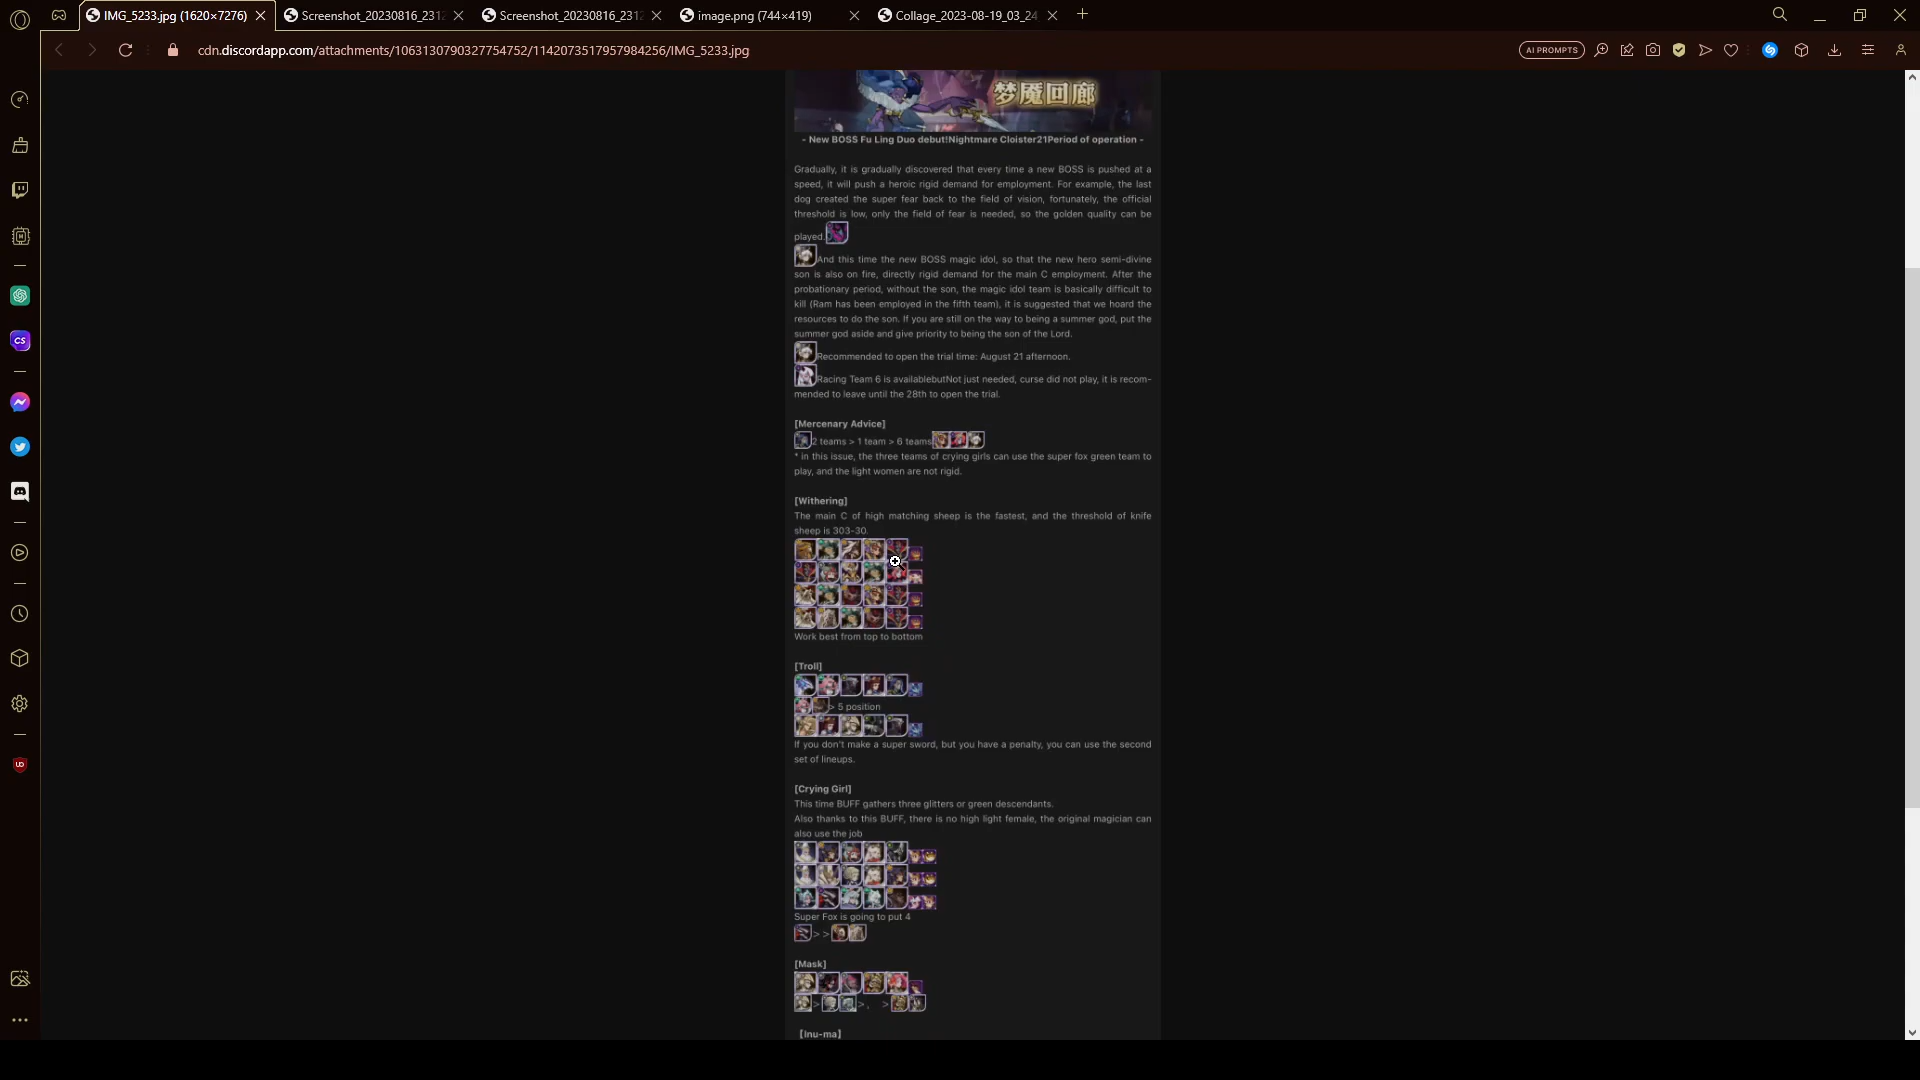 IMG_5233.jpg (1620×7276)
Screenshot_20230816_2312
Screenshot_20230816_2312
image.png (744×419)
Collage_2023-08-19_03_24
cdn.discordapp.com/attachments/1063130790327754752/1142073517957984256/IMG_5233.jpg
AI PROMPTS
CS
UD
梦魇回廊
- New BOSS Fu Ling Duo debut!Nightmare Cloister21Period of operation -
Gradually, it is gradually discovered that every time a new BOSS is pushed at a
speed, it will push a heroic rigid demand for employment. For example, the last
dog created the super fear back to the field of vision, fortunately, the official
threshold is low, only the field of fear is needed, so the golden quality can be
played.
And this time the new BOSS magic idol, so that the new hero semi-divine
son is also on fire, directly rigid demand for the main C employment. After the
probationary period, without the son, the magic idol team is basically difficult to
kill (Ram has been employed in the fifth team), it is suggested that we hoard the
resources to do the son. If you are still on the way to being a summer god, put the
summer god aside and give priority to being the son of the Lord.
Recommended to open the trial time: August 21 afternoon.
Racing Team 6 is availablebutNot just needed, curse did not play, it is recom-
mended to leave until the 28th to open the trial.
[Mercenary Advice]
2 teams > 1 team > 6 teams
* in this issue, the three teams of crying girls can use the super fox green team to
play, and the light women are not rigid.
[Withering]
The main C of high matching sheep is the fastest, and the threshold of knife
sheep is 303-30.
Work best from top to bottom
[Troll]
> 5 position
If you don't make a super sword, but you have a penalty, you can use the second
set of lineups.
[Crying Girl]
This time BUFF gathers three glitters or green descendants.
Also thanks to this BUFF, there is no high light female, the original magician can
also use the job
Super Fox is going to put 4
> >
[Mask]
> > . >
[Inu-ma]